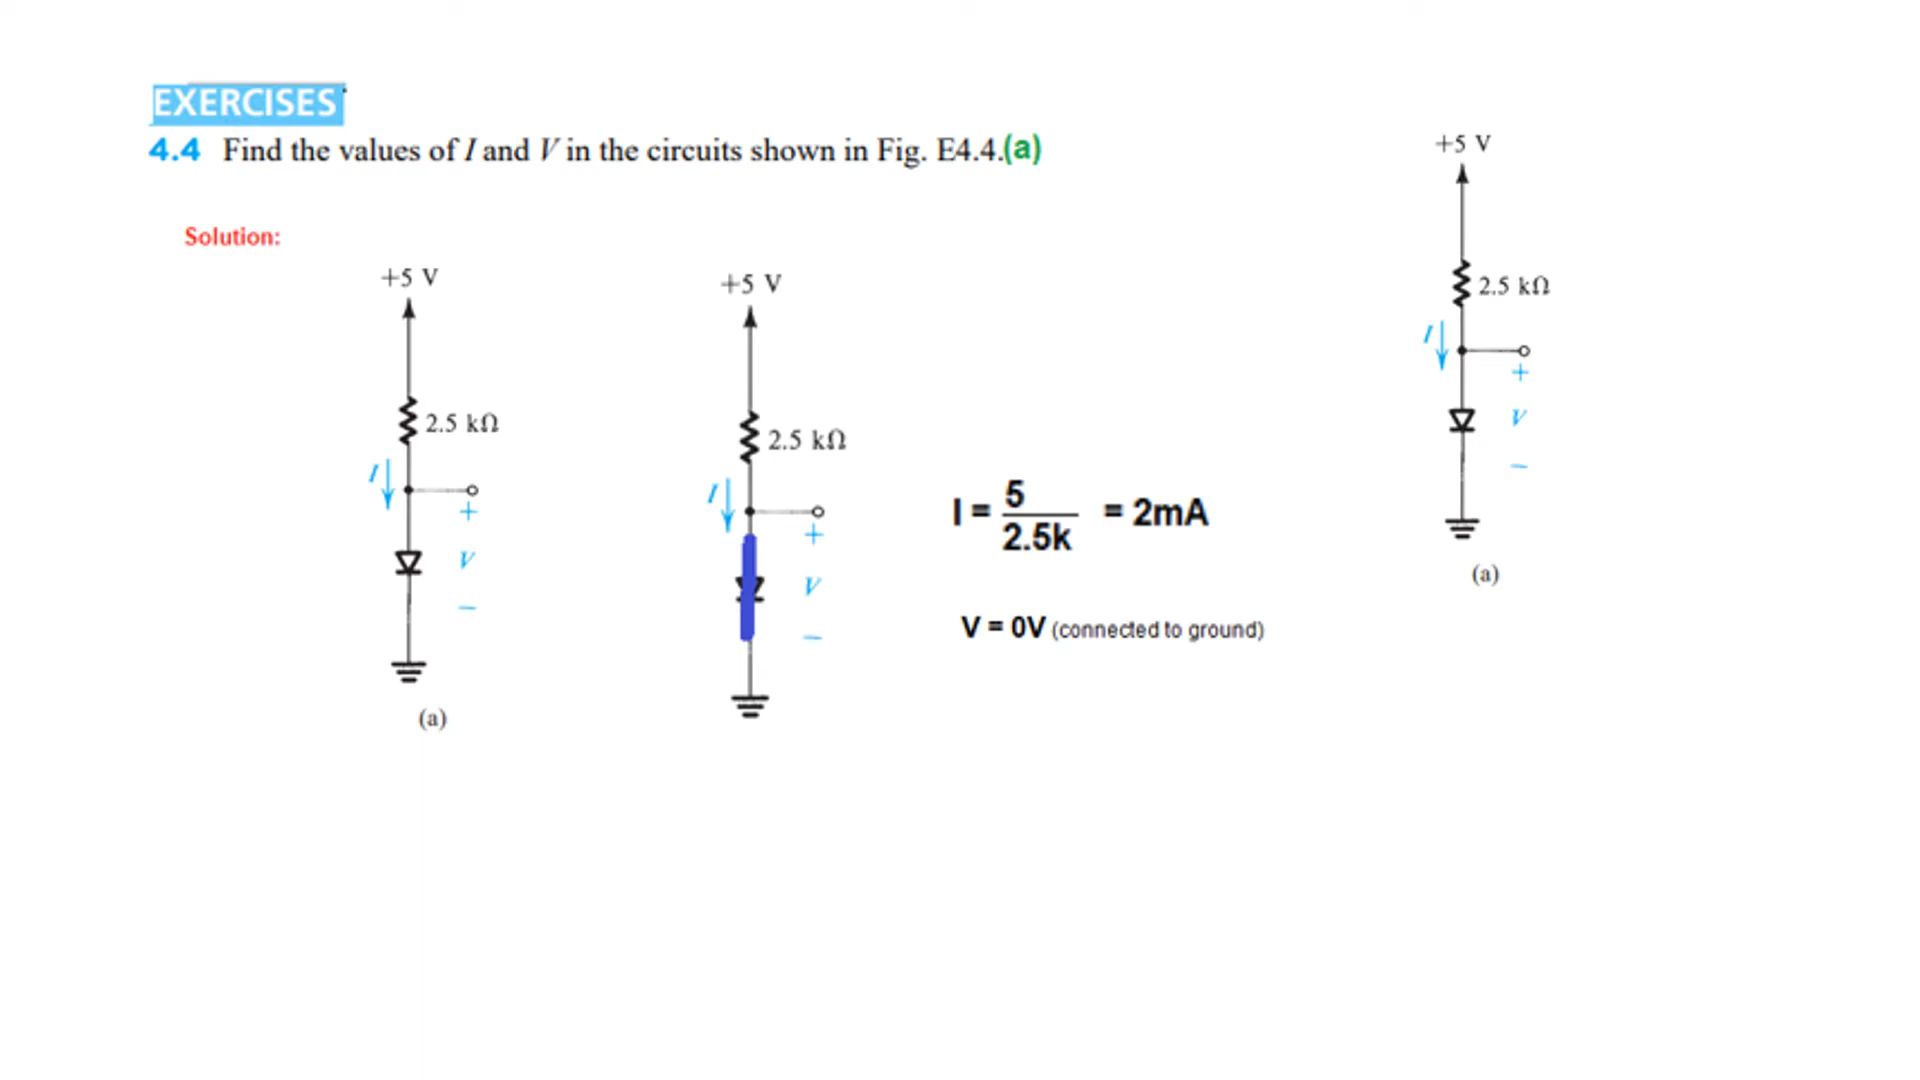 EXERCISES
4.4 Find the values of I and V in the circuits shown in Fig. E4.4.(a)
Solution:
+5 V
2.5 kΩ
I
+
V
−
(a)
+5 V
2.5 kΩ
I
+
V
−
I = 5/2.5k = 2mA
V = 0V (connected to ground)
+5 V
2.5 kΩ
I
+
V
−
(a)